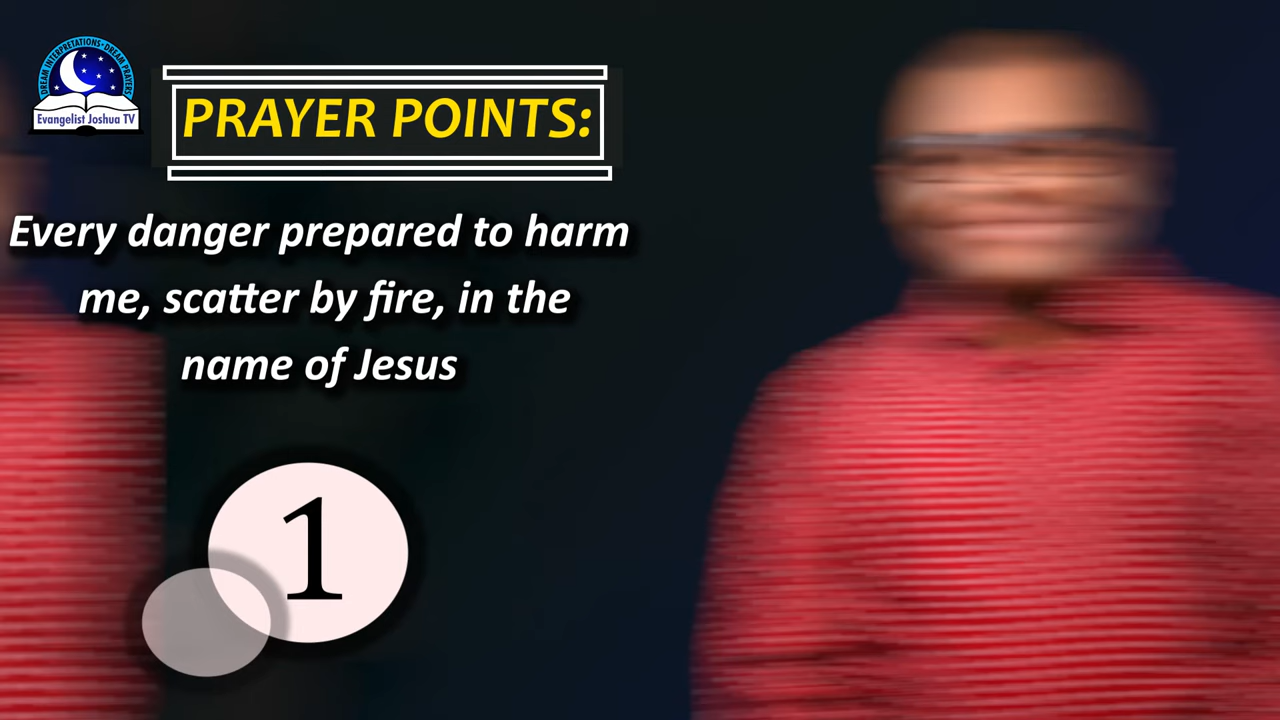 DREAM INTERPRETATIONS-DREAM PRAYERS
Evangelist Joshua TV
PRAYER POINTS:
Every danger prepared to harm
me, scatter by fire, in the
name of Jesus
1